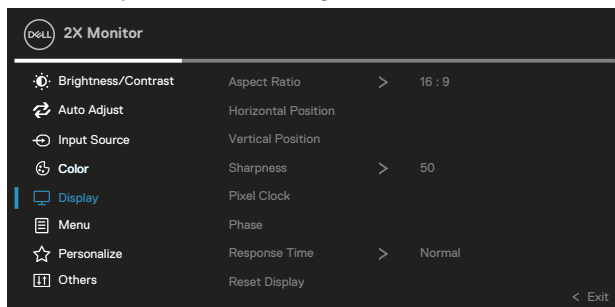 DELL 2X Monitor
Brightness/Contrast Aspect Ratio > 16 : 9
Auto Adjust Horizontal Position
Input Source Vertical Position
Color Sharpness > 50
Display Pixel Clock
Menu Phase
Personalize Response Time > Normal
Others Reset Display
< Exit